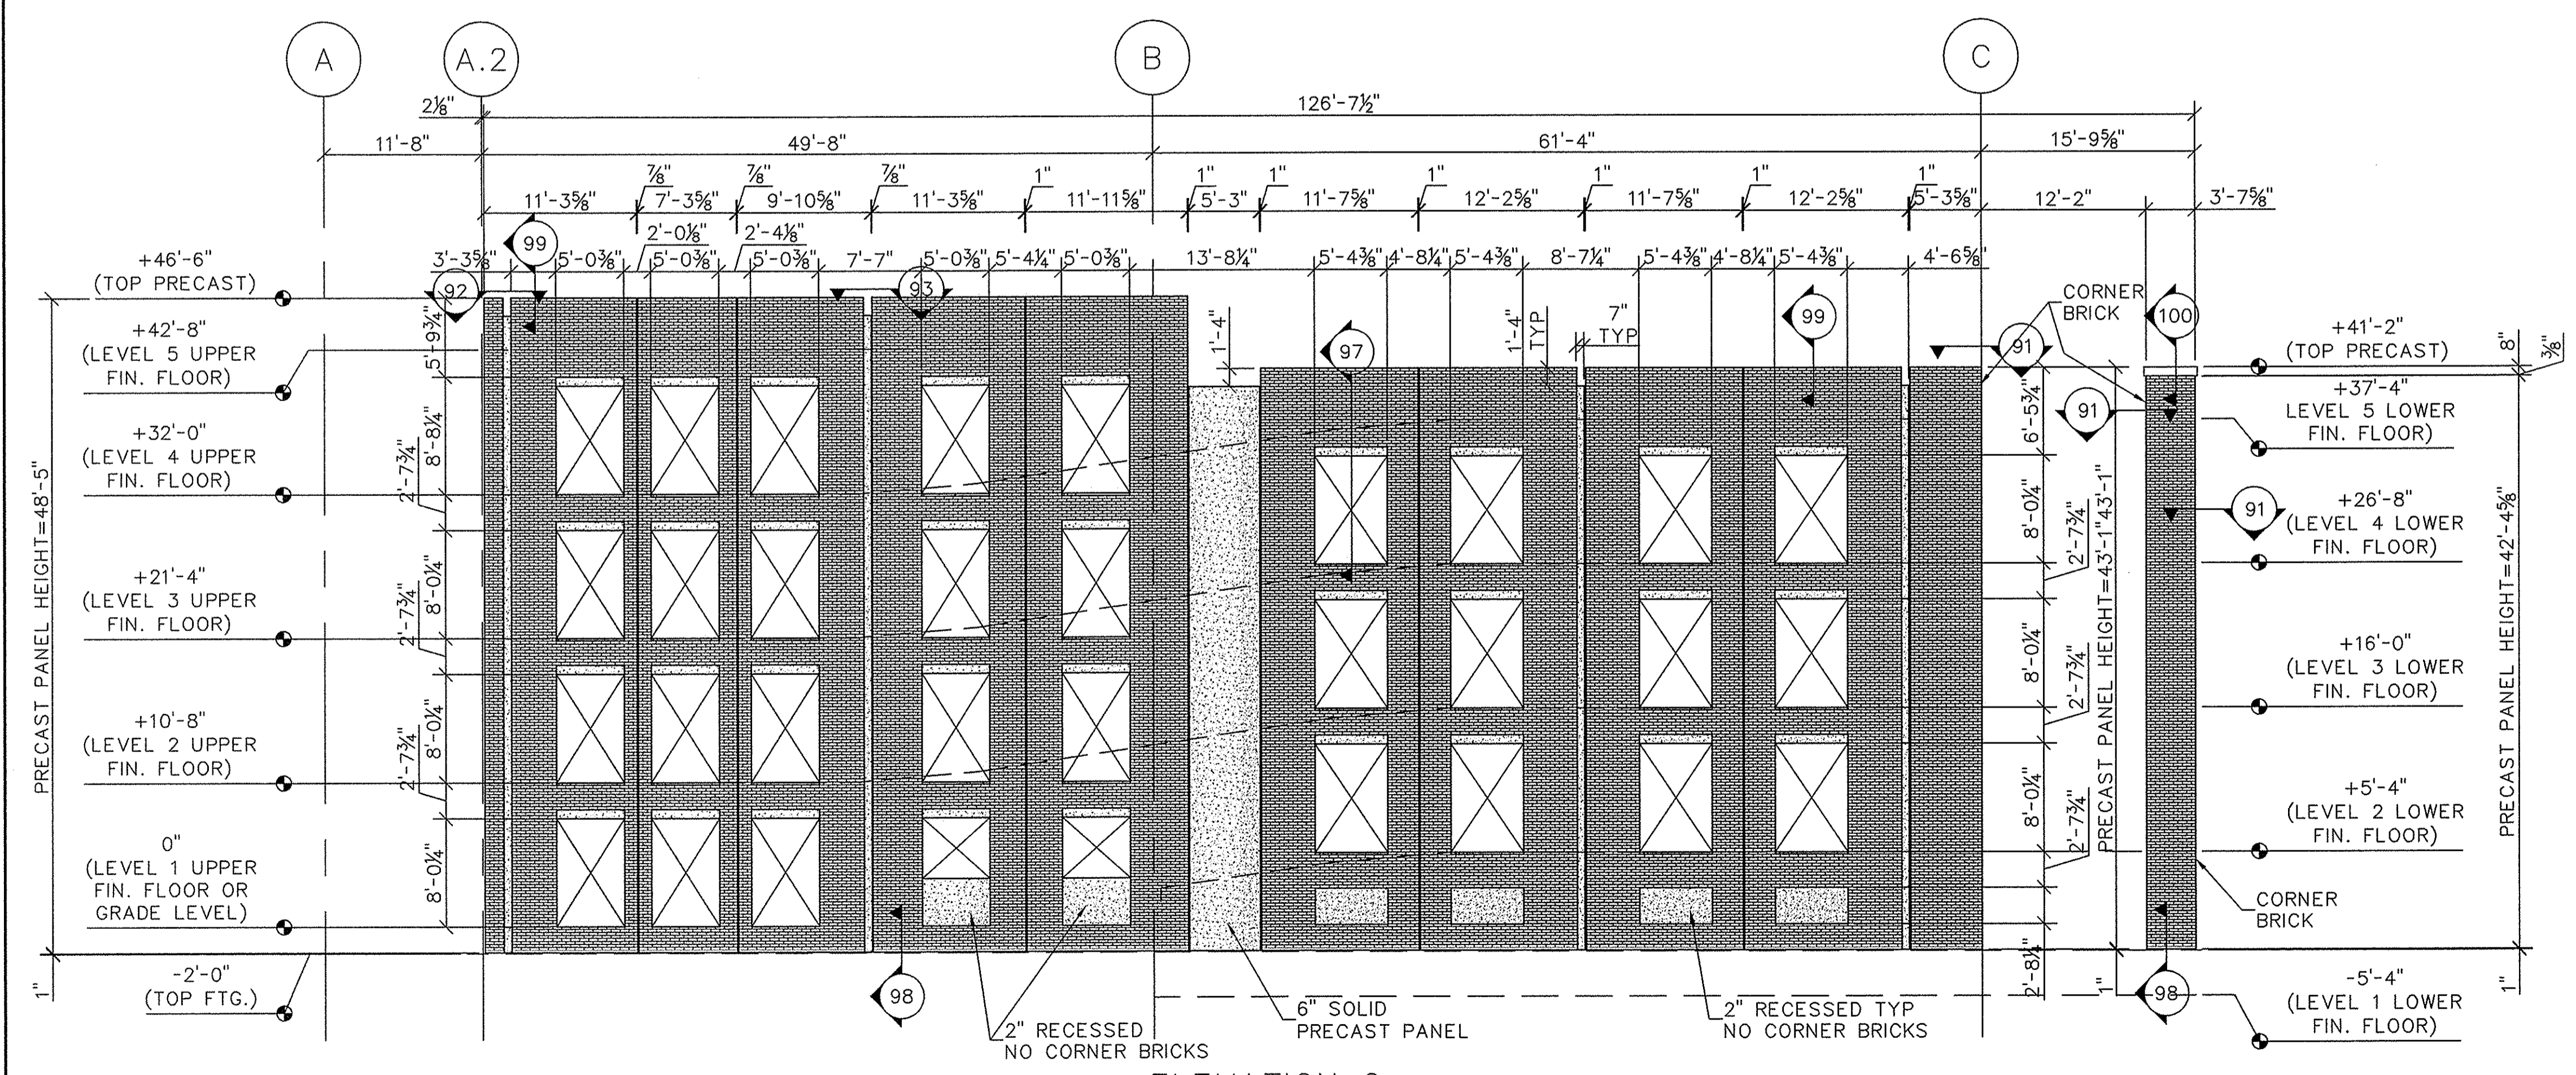 A
A.2
B
C
2⅛"
126'-7½"
11'-8"
49'-8"
61'-4"
15'-9⅝"
⅞"
⅞"
⅞"
1"
1"
1"
1"
1"
1"
1"
11'-3⅝"
7'-3⅝"
9'-10⅝"
11'-3⅝"
11'-11⅝"
5'-3"
11'-7⅝"
12'-2⅝"
11'-7⅝"
12'-2⅝"
5'-3⅝"
12'-2"
3'-7⅝"
2'-0⅛"
2'-4⅛"
3'-3⅝"
5'-0⅜"
5'-0⅜"
5'-0⅜"
7'-7"
5'-0⅜"
5'-4¼"
5'-0⅜"
13'-8¼"
5'-4⅜"
4'-8¼"
5'-4⅜"
8'-7¼"
5'-4⅜"
4'-8¼"
5'-4⅜"
4'-6⅝"
99
92
93
97
99
91
100
91
91
98
98
+46'-6"
(TOP PRECAST)
+42'-8"
(LEVEL 5 UPPER
FIN. FLOOR)
+32'-0"
(LEVEL 4 UPPER
FIN. FLOOR)
+21'-4"
(LEVEL 3 UPPER
FIN. FLOOR)
+10'-8"
(LEVEL 2 UPPER
FIN. FLOOR)
0"
(LEVEL 1 UPPER
FIN. FLOOR OR
GRADE LEVEL)
-2'-0"
(TOP FTG.)
PRECAST PANEL HEIGHT=48'-5"
1"
5'-9¾"
8'-8¼"
2'-7¾"
8'-0¼"
2'-7¾"
8'-0¼"
2'-7¾"
8'-0¼"
1'-4"
1'-4"
TYP
7"
TYP
CORNER
BRICK
6'-5¾"
8'-0¼"
2'-7¾"
8'-0¼"
2'-7¾"
8'-0¼"
2'-7¾"
2'-8¼"
PRECAST PANEL HEIGHT=43'-1"43'-1"
1"
+41'-2"
(TOP PRECAST)
8"
⅜"
+37'-4"
LEVEL 5 LOWER
FIN. FLOOR)
+26'-8"
(LEVEL 4 LOWER
FIN. FLOOR)
+16'-0"
(LEVEL 3 LOWER
FIN. FLOOR)
+5'-4"
(LEVEL 2 LOWER
FIN. FLOOR)
CORNER
BRICK
-5'-4"
(LEVEL 1 LOWER
FIN. FLOOR)
PRECAST PANEL HEIGHT=42'-4⅝"
1"
2" RECESSED
NO CORNER BRICKS
6" SOLID
PRECAST PANEL
2" RECESSED TYP
NO CORNER BRICKS